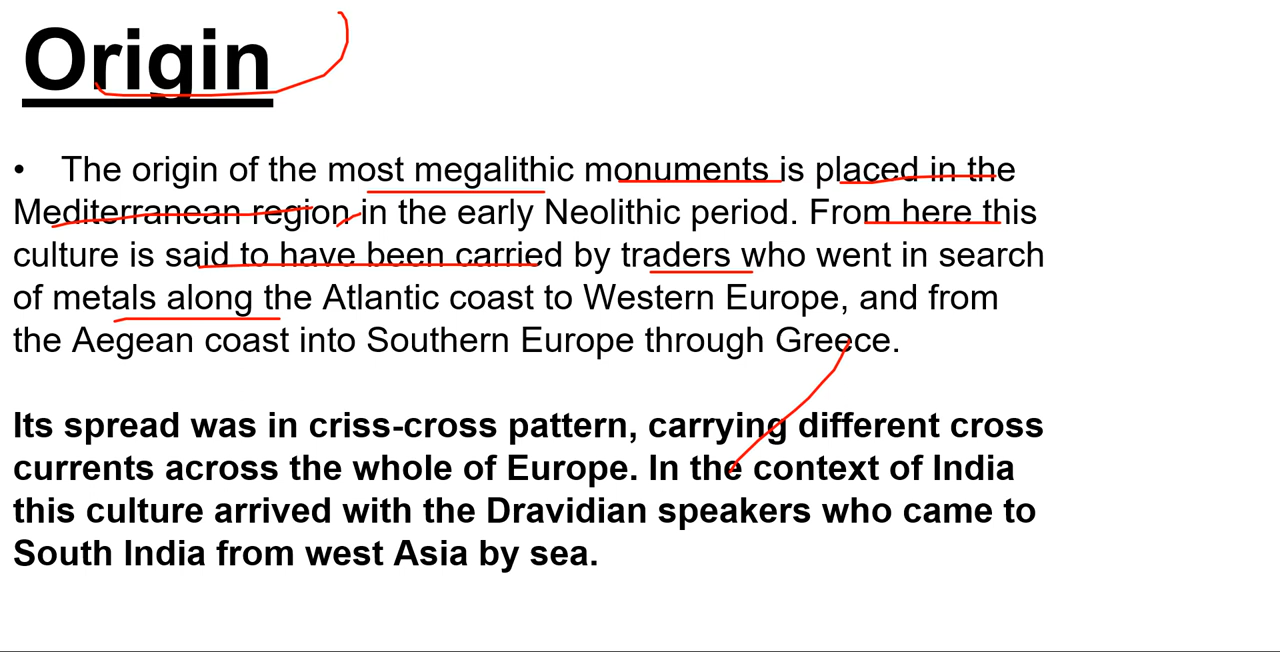 Origin
• The origin of the most megalithic monuments is placed in the
Mediterranean region in the early Neolithic period. From here this
culture is said to have been carried by traders who went in search
of metals along the Atlantic coast to Western Europe, and from
the Aegean coast into Southern Europe through Greece.
Its spread was in criss-cross pattern, carrying different cross
currents across the whole of Europe. In the context of India
this culture arrived with the Dravidian speakers who came to
South India from west Asia by sea.